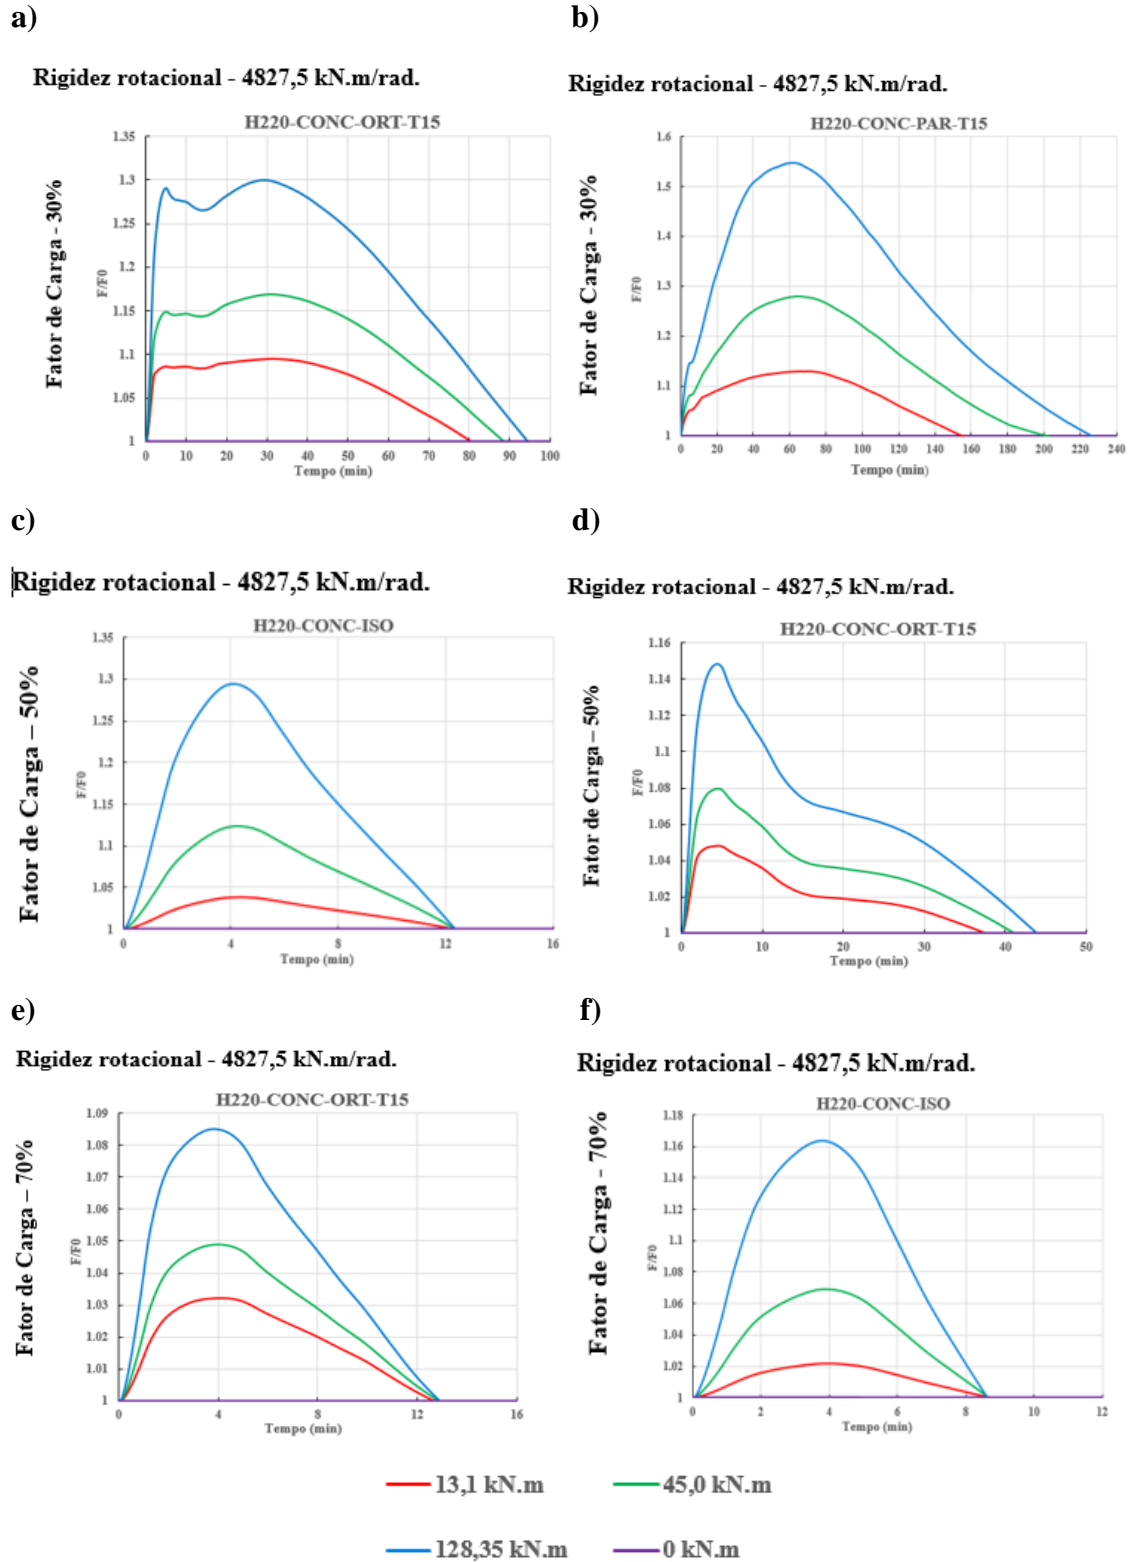 a)
b)
Rigidez rotacional - 4827,5 kN.m/rad.
Rigidez rotacional - 4827,5 kN.m/rad.
H220-CONC-ORT-T15
Fator de Carga - 30%
F/F0
1.35
1.3
1.25
1.2
1.15
1.1
1.05
1
0 10 20 30 40 50 60 70 80 90 100
Tempo (min)
H220-CONC-PAR-T15
Fator de Carga - 30%
F/F0
1.6
1.5
1.4
1.3
1.2
1.1
1
0 20 40 60 80 100 120 140 160 180 200 220 240
Tempo (min)
c)
d)
Rigidez rotacional - 4827,5 kN.m/rad.
Rigidez rotacional - 4827,5 kN.m/rad.
H220-CONC-ISO
Fator de Carga – 50%
F/F0
1.35
1.3
1.25
1.2
1.15
1.1
1.05
1
0 4 8 12 16
Tempo (min)
H220-CONC-ORT-T15
Fator de Carga – 50%
F/F0
1.16
1.14
1.12
1.1
1.08
1.06
1.04
1.02
1
0 10 20 30 40 50
Tempo (min)
e)
f)
Rigidez rotacional - 4827,5 kN.m/rad.
Rigidez rotacional - 4827,5 kN.m/rad.
H220-CONC-ORT-T15
Fator de Carga – 70%
F/F0
1.09
1.08
1.07
1.06
1.05
1.04
1.03
1.02
1.01
1
0 4 8 12 16
Tempo (min)
H220-CONC-ISO
Fator de Carga - 70%
F/F0
1.18
1.16
1.14
1.12
1.1
1.08
1.06
1.04
1.02
1
0 2 4 6 8 10 12
Tempo (min)
13,1 kN.m
45,0 kN.m
128,35 kN.m
0 kN.m